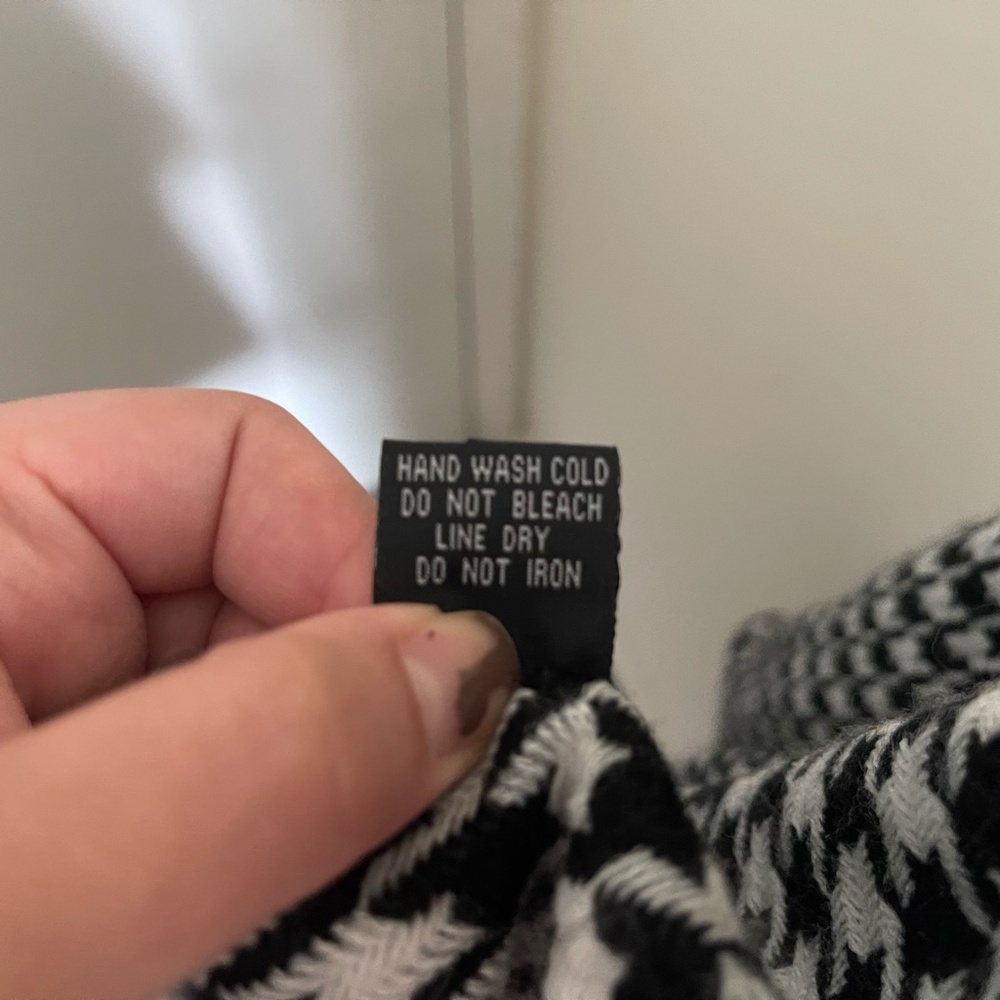 HAND WASH COLD
DO NOT BLEACH
LINE DRY
DO NOT IRON